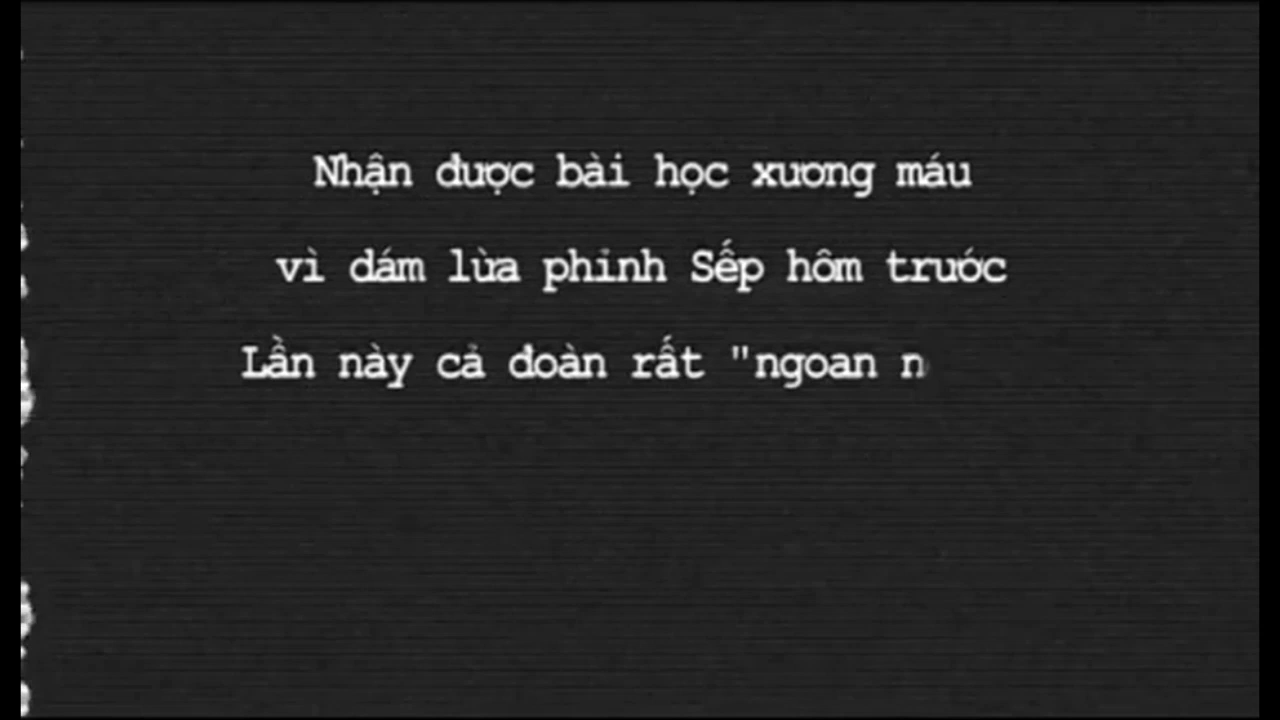 Nhận được bài học xương máu
vì dám lừa phỉnh Sếp hôm trước
Lần này cả đoàn rất "ngoan n